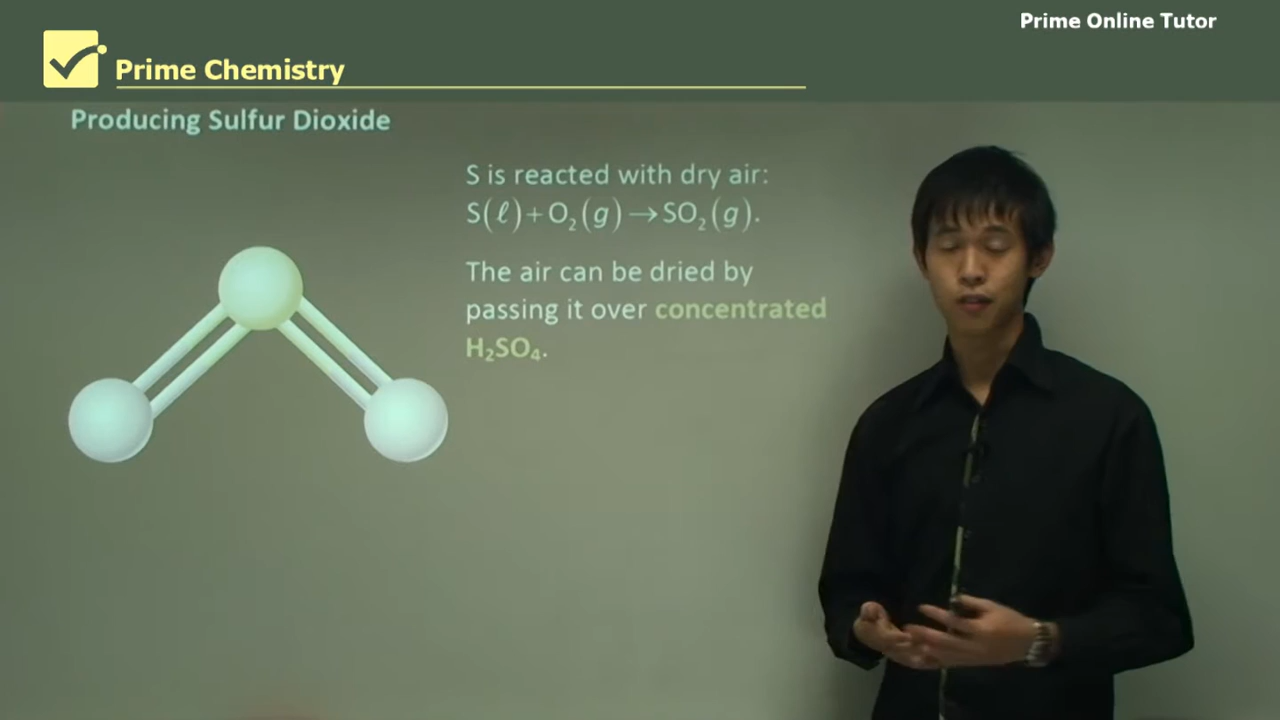 Prime Online Tutor
Prime Chemistry
Producing Sulfur Dioxide
S is reacted with dry air:
S(ℓ)+O₂(g)→SO₂(g).
The air can be dried by
passing it over concentrated
H₂SO₄.